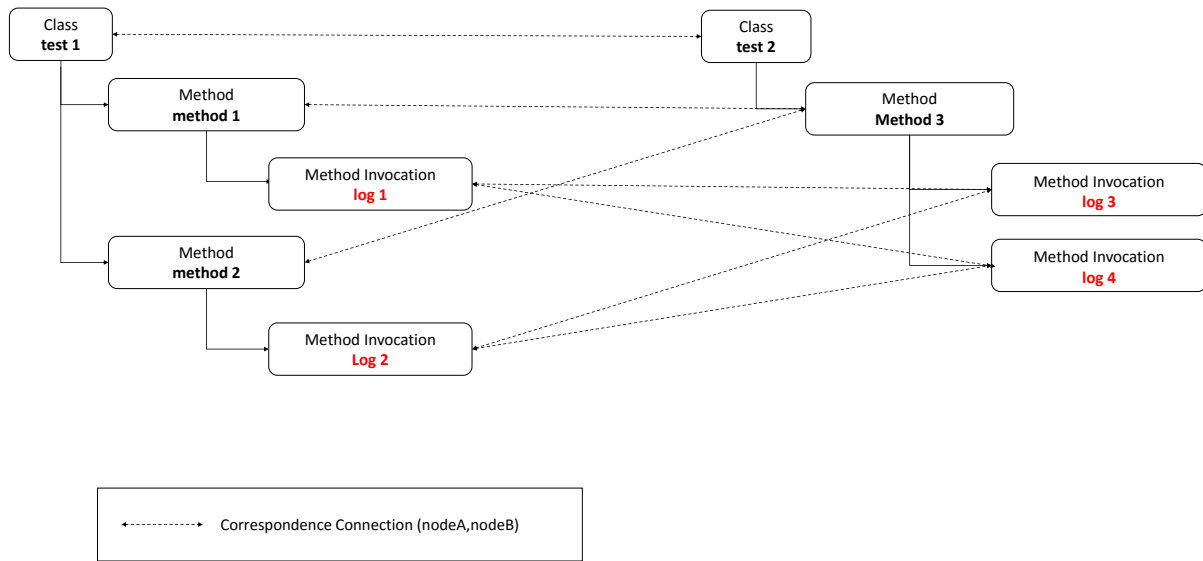 Class
test 1
Class
test 2
Method
method 1
Method
Method 3
Method Invocation
log 1
Method Invocation
log 3
Method
method 2
Method Invocation
log 4
Method Invocation
Log 2
Correspondence Connection (nodeA,nodeB)